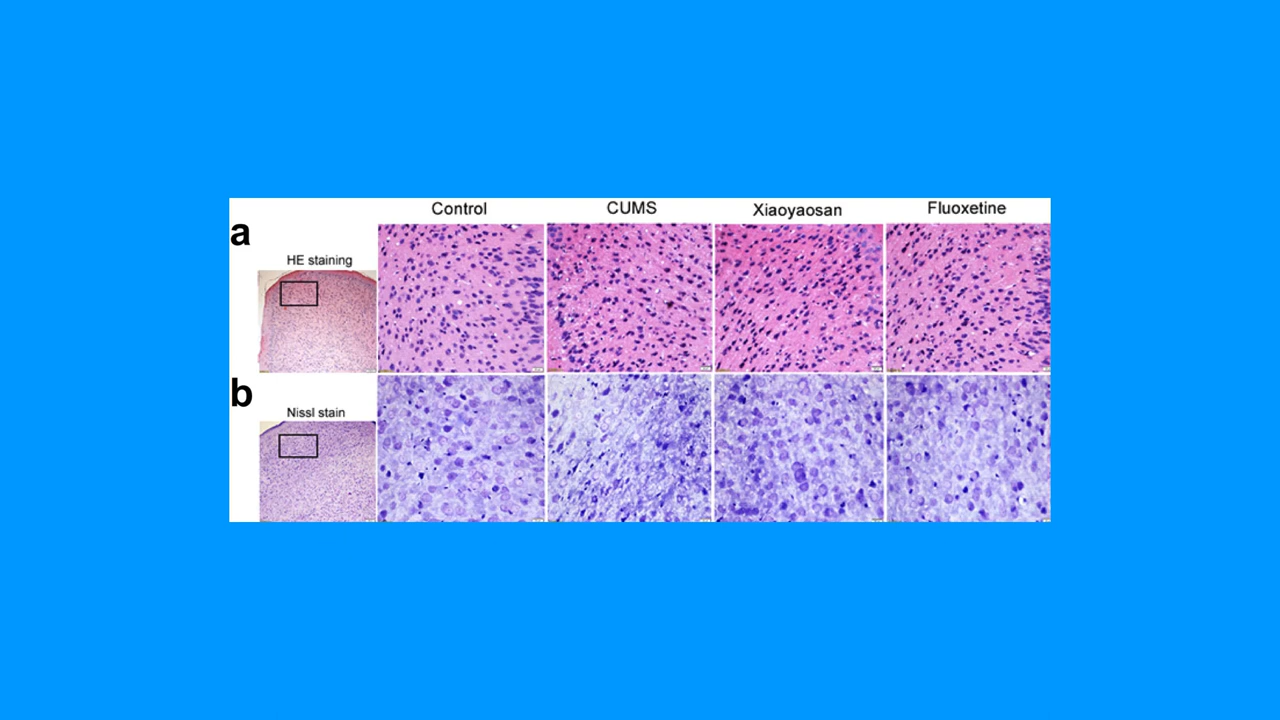 Control CUMS Xiaoyaosan Fluoxetine
a
HE staining
b
Nissl stain